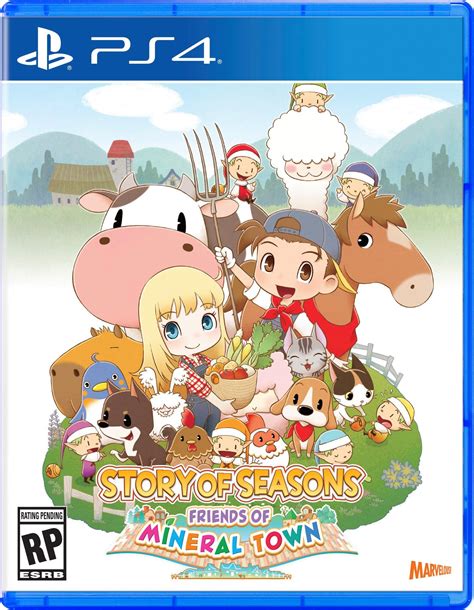 PS4
STORY OF SEASONS
FRIENDS OF
MINERAL TOWN
RATING PENDING
RP
ESRB
MARVELOUS